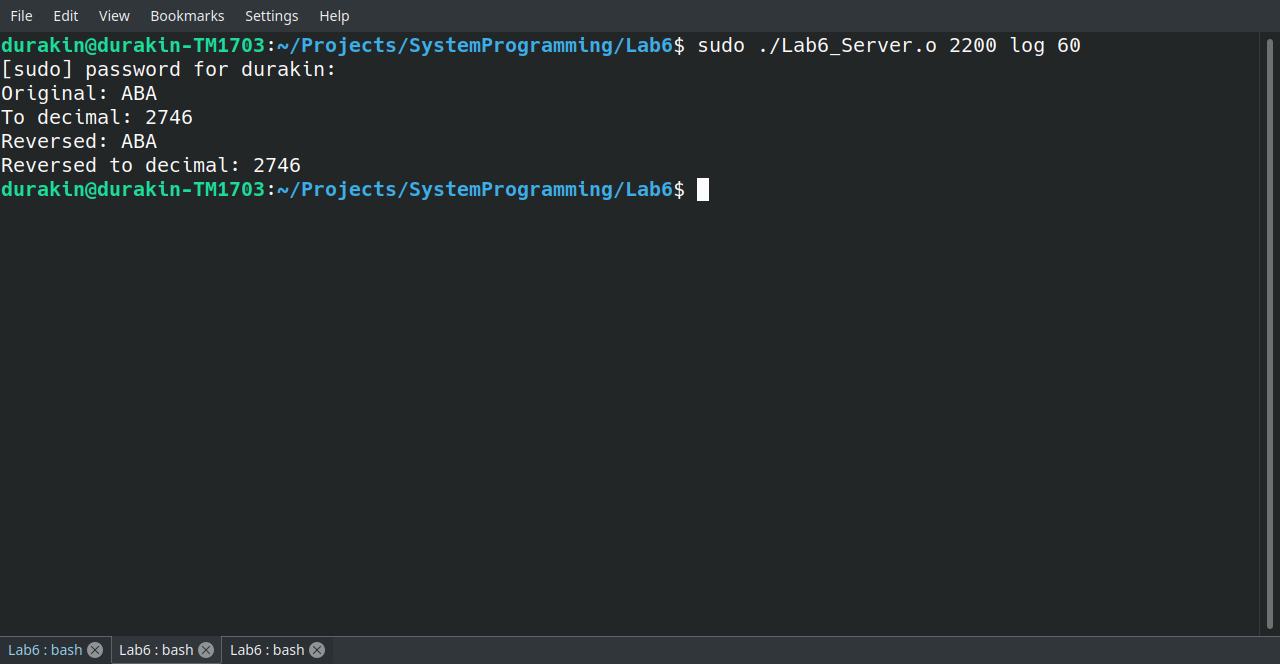 File Edit View Bookmarks Settings Help
durakin@durakin-TM1703:~/Projects/SystemProgramming/Lab6$ sudo ./Lab6_Server.o 2200 log 60
[sudo] password for durakin:
Original: ABA
To decimal: 2746
Reversed: ABA
Reversed to decimal: 2746
durakin@durakin-TM1703:~/Projects/SystemProgramming/Lab6$
Lab6 : bash Lab6 : bash Lab6 : bash